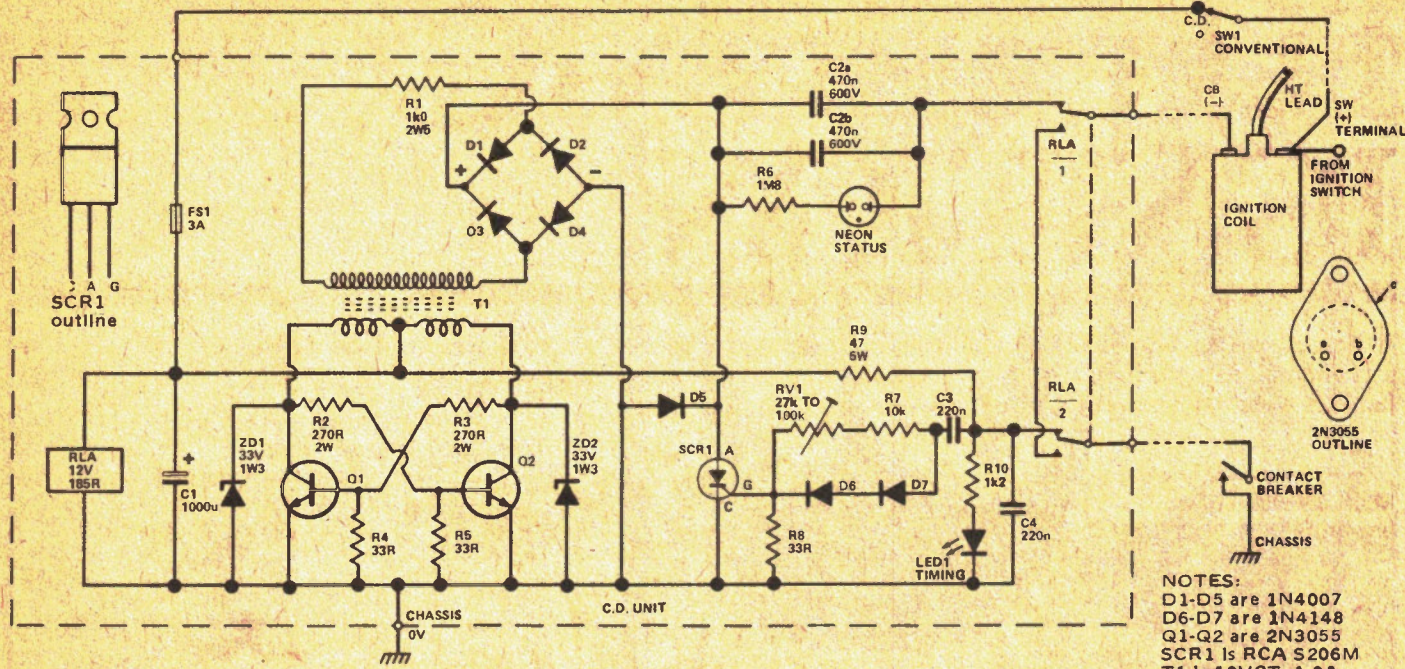 C.D.
SW1
CONVENTIONAL
C2a
470n
600V
C2b
470n
600V
R1
1k0
2W5
CB
(-)
HT
LEAD
SW
(+)
TERMINAL
D1
D2
+
-
RLA
1
R6
1M8
FROM
IGNITION
SWITCH
FS1
3A
IGNITION
COIL
D3
D4
NEON
STATUS
A G
SCR1
outline
T1
c
R9
47
5W
RLA
2
D5
RV1
27k TO
100k
R7
10k
C3
220n
b
2N3055
OUTLINE
R2
270R
2W
R3
270R
2W
ZD1
33V
1W3
ZD2
33V
1W3
RLA
12V
185R
+
C1
1000u
Q1
Q2
SCR1
A
G
C
D6
D7
R10
1k2
CONTACT
BREAKER
R4
33R
R5
33R
R8
33R
C4
220n
LED1
TIMING
CHASSIS
C.D. UNIT
CHASSIS
0V
NOTES:
D1-D5 are 1N4007
D6-D7 are 1N4148
Q1-Q2 are 2N3055
SCR1 is RCA S206M